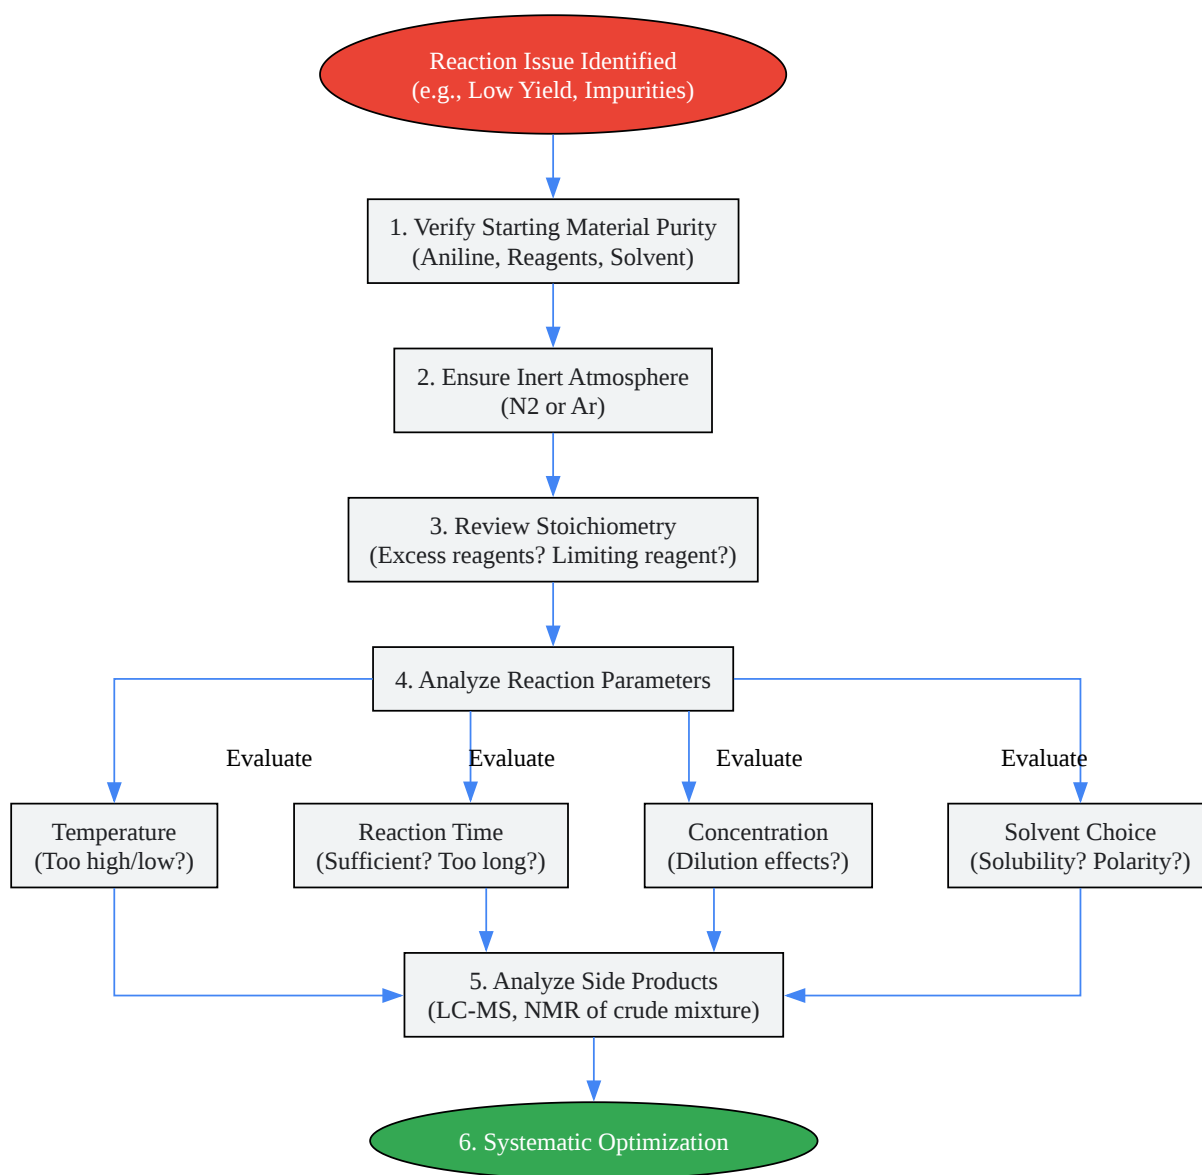 Reaction Issue Identified
(e.g., Low Yield, Impurities)
1. Verify Starting Material Purity
(Aniline, Reagents, Solvent)
2. Ensure Inert Atmosphere
(N2 or Ar)
3. Review Stoichiometry
(Excess reagents? Limiting reagent?)
4. Analyze Reaction Parameters
Evaluate
Evaluate
Evaluate
Evaluate
Temperature
(Too high/low?)
Reaction Time
(Sufficient? Too long?)
Concentration
(Dilution effects?)
Solvent Choice
(Solubility? Polarity?)
5. Analyze Side Products
(LC-MS, NMR of crude mixture)
6. Systematic Optimization